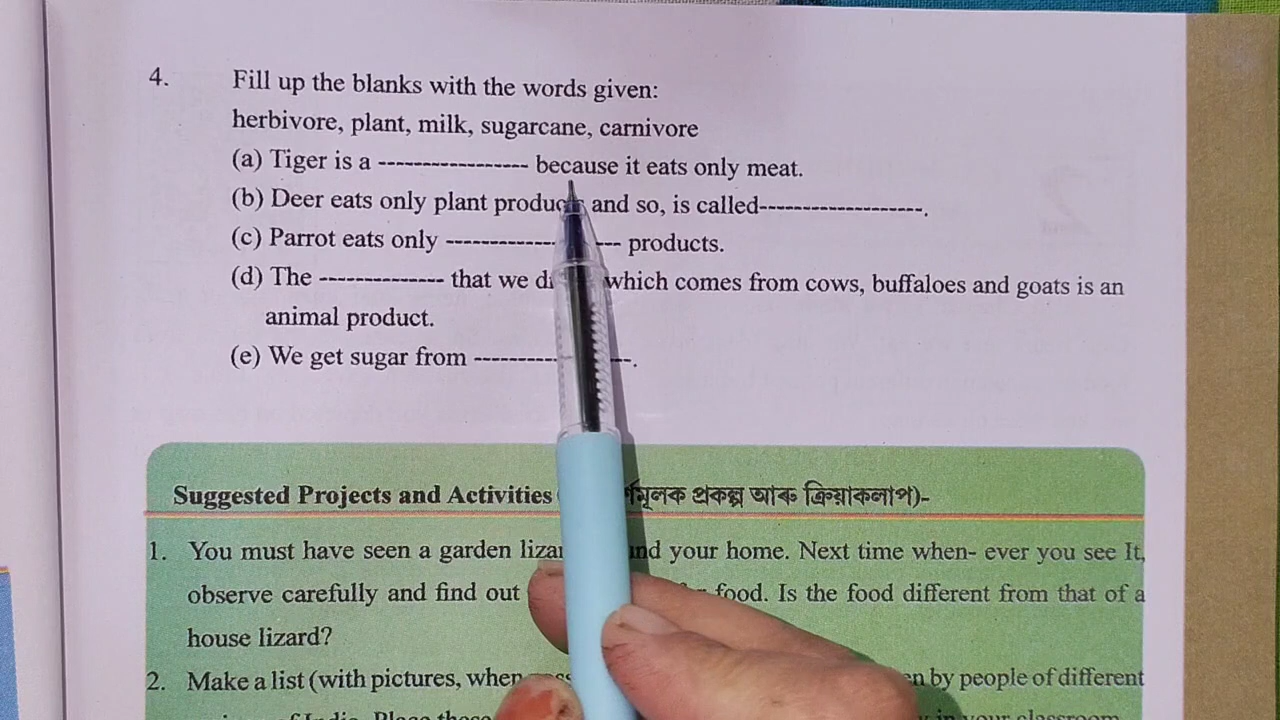 4. Fill up the blanks with the words given:
herbivore, plant, milk, sugarcane, carnivore
(a) Tiger is a ----------------- because it eats only meat.
(b) Deer eats only plant and so, is called-------------------.
(c) Parrot eats only ---------------- products.
(d) The -------------- that we which comes from cows, buffaloes and goats is an
animal product.
(e) We get sugar from ------------.
Suggested Projects and Activities প্ৰকল্প আৰু ক্ৰিয়াকলাপ)-
1. You must have seen a garden your home. Next time when- ever you see It,
observe carefully and find out food. Is the food different from that of a
house lizard?
2. Make a list (with pictures, when by people of different
your classroom